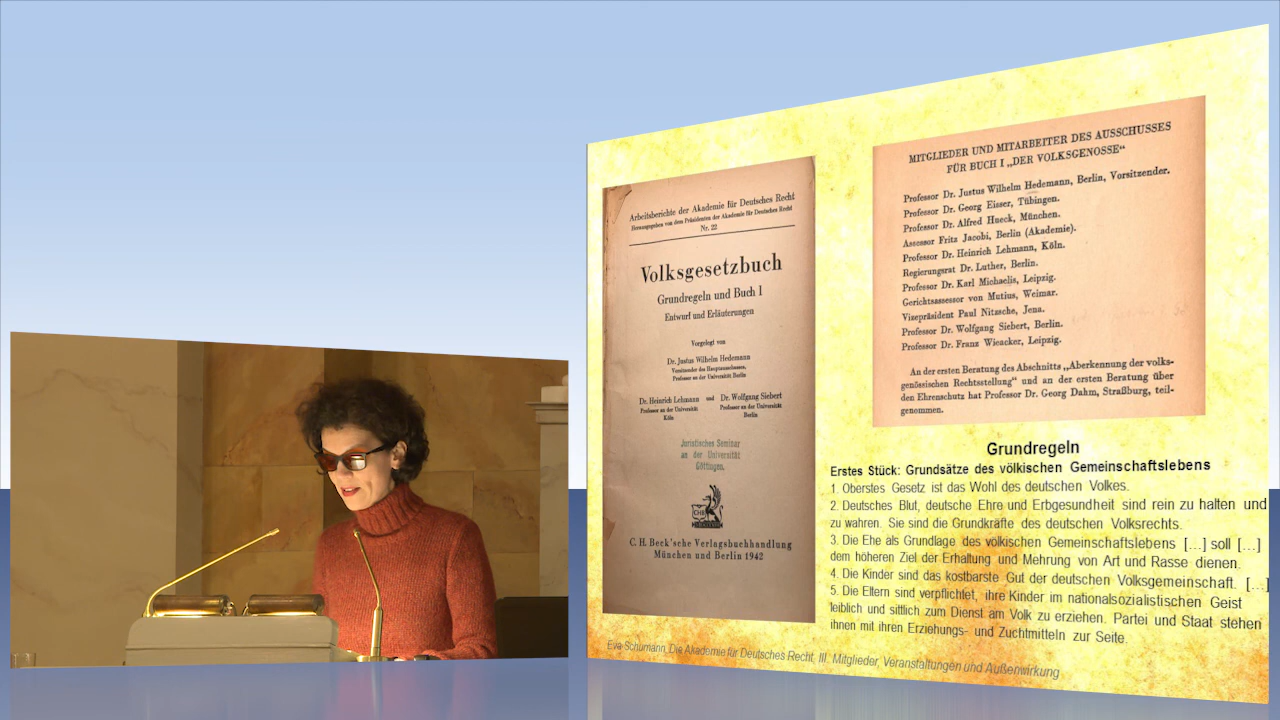 Arbeitsberichte der Akademie für Deutsches Recht
Herausgegeben von dem Präsidenten der Akademie für Deutsches Recht
Nr. 22
Volksgesetzbuch
Grundregeln und Buch I
Entwurf und Erläuterungen
Vorgelegt von
Dr. Justus Wilhelm Hedemann
Vorsitzender des Hauptausschusses,
Professor an der Universität Berlin
Dr. Heinrich Lehmann und Dr. Wolfgang Siebert
Professor an der Universität Professor an der Universität
Köln Berlin
Juristisches Seminar
an der Universität
Göttingen.
CHB
C. H. Beck'sche Verlagsbuchhandlung
München und Berlin 1942
MITGLIEDER UND MITARBEITER DES AUSSCHUSSES
FÜR BUCH I „DER VOLKSGENOSSE“
Professor Dr. Justus Wilhelm Hedemann, Berlin, Vorsitzender.
Professor Dr. Georg Eisser, Tübingen.
Professor Dr. Alfred Hueck, München.
Assessor Fritz Jacobi, Berlin (Akademie).
Professor Dr. Heinrich Lehmann, Köln.
Regierungsrat Dr. Luther, Berlin.
Professor Dr. Karl Michaelis, Leipzig.
Gerichtsassessor von Mutius, Weimar.
Vizepräsident Paul Nitzsche, Jena.
Professor Dr. Wolfgang Siebert, Berlin.
Professor Dr. Franz Wieacker, Leipzig.
An der ersten Beratung des Abschnitts „Aberkennung der volks-
genössischen Rechtsstellung“ und an der ersten Beratung über
den Ehrenschutz hat Professor Dr. Georg Dahm, Straßburg, teil-
genommen.
Grundregeln
Erstes Stück: Grundsätze des völkischen Gemeinschaftslebens
1. Oberstes Gesetz ist das Wohl des deutschen Volkes.
2. Deutsches Blut, deutsche Ehre und Erbgesundheit sind rein zu halten und
zu wahren. Sie sind die Grundkräfte des deutschen Volksrechts.
3. Die Ehe als Grundlage des völkischen Gemeinschaftslebens [...] soll [...]
dem höheren Ziel der Erhaltung und Mehrung von Art und Rasse dienen.
4. Die Kinder sind das kostbarste Gut der deutschen Volksgemeinschaft. [...]
5. Die Eltern sind verpflichtet, ihre Kinder im nationalsozialistischen Geist
leiblich und sittlich zum Dienst am Volk zu erziehen. Partei und Staat stehen
ihnen mit ihren Erziehungs- und Zuchtmitteln zur Seite.
Eva Schumann, Die Akademie für Deutsches Recht, III. Mitglieder, Veranstaltungen und Außenwirkung